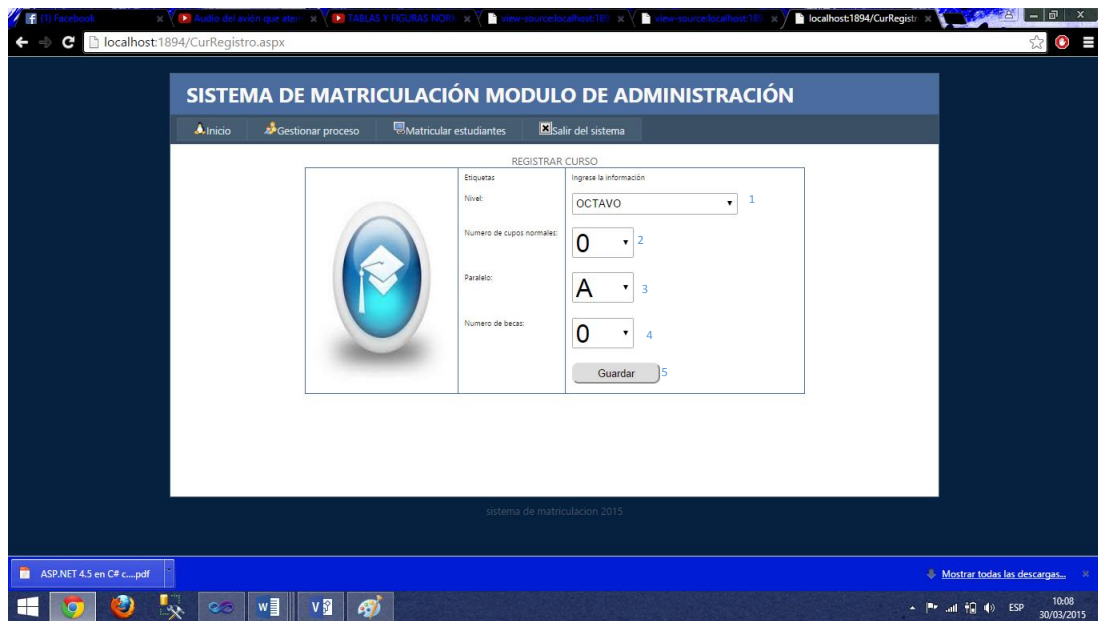 (1) Facebook
Audio del avión que ater
TABLAS Y FIGURAS NOR
view-source:localhost:189
view-source:localhost:189
localhost:1894/CurRegistr
localhost:1894/CurRegistro.aspx
SISTEMA DE MATRICULACIÓN MODULO DE ADMINISTRACIÓN
Inicio Gestionar proceso Matricular estudiantes Salir del sistema
REGISTRAR CURSO
Etiquetas Ingrese la información
Nivel: OCTAVO 1
Numero de cupos normales: 0 2
Paralelo: A 3
Numero de becas: 0 4
Guardar 5
sistema de matriculacion 2015
ASP.NET 4.5 en C# c....pdf Mostrar todas las descargas...
ESP 10:08
30/03/2015